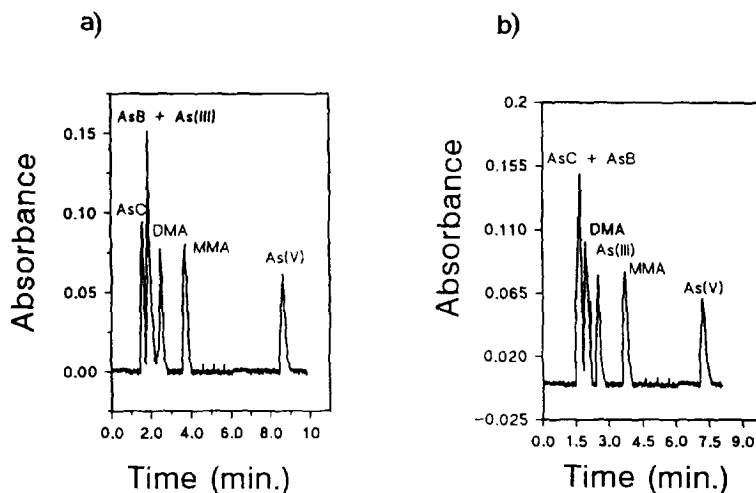 a)
AsB + As(III)
AsC
DMA
MMA
As(V)
0.15
0.10
0.05
0.00
Absorbance
0.0 2.0 4.0 6.0 8.0 10
Time (min.)
b)
AsC + AsB
DMA
As(III)
MMA
As(V)
0.2
0.155
0.110
0.065
0.020
-0.025
Absorbance
0.0 1.5 3.0 4.5 6.0 7.5 9.0
Time (min.)